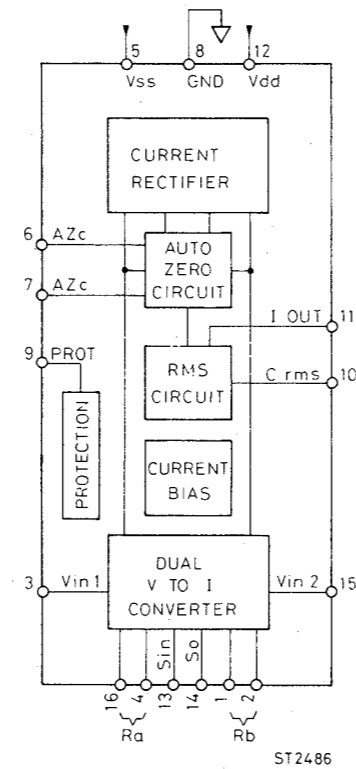 5 8 12
Vss GND Vdd
CURRENT
RECTIFIER
6 AZc
AUTO
ZERO
CIRCUIT
7 AZc
I OUT 11
9 PROT
RMS
CIRCUIT
C rms 10
PROTECTION
CURRENT
BIAS
DUAL
V TO I
CONVERTER
3 Vin 1
Vin 2 15
Sin
So
16 4 13 14 1 2
Ra Rb
ST2486